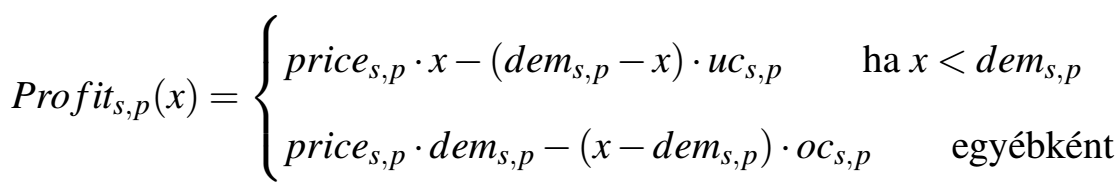 price_{s,p} · x − (dem_{s,p} − x) · uc_{s,p} ha x < dem_{s,p}
Profit_{s,p}(x) = {
price_{s,p} · dem_{s,p} − (x − dem_{s,p}) · oc_{s,p} egyébként